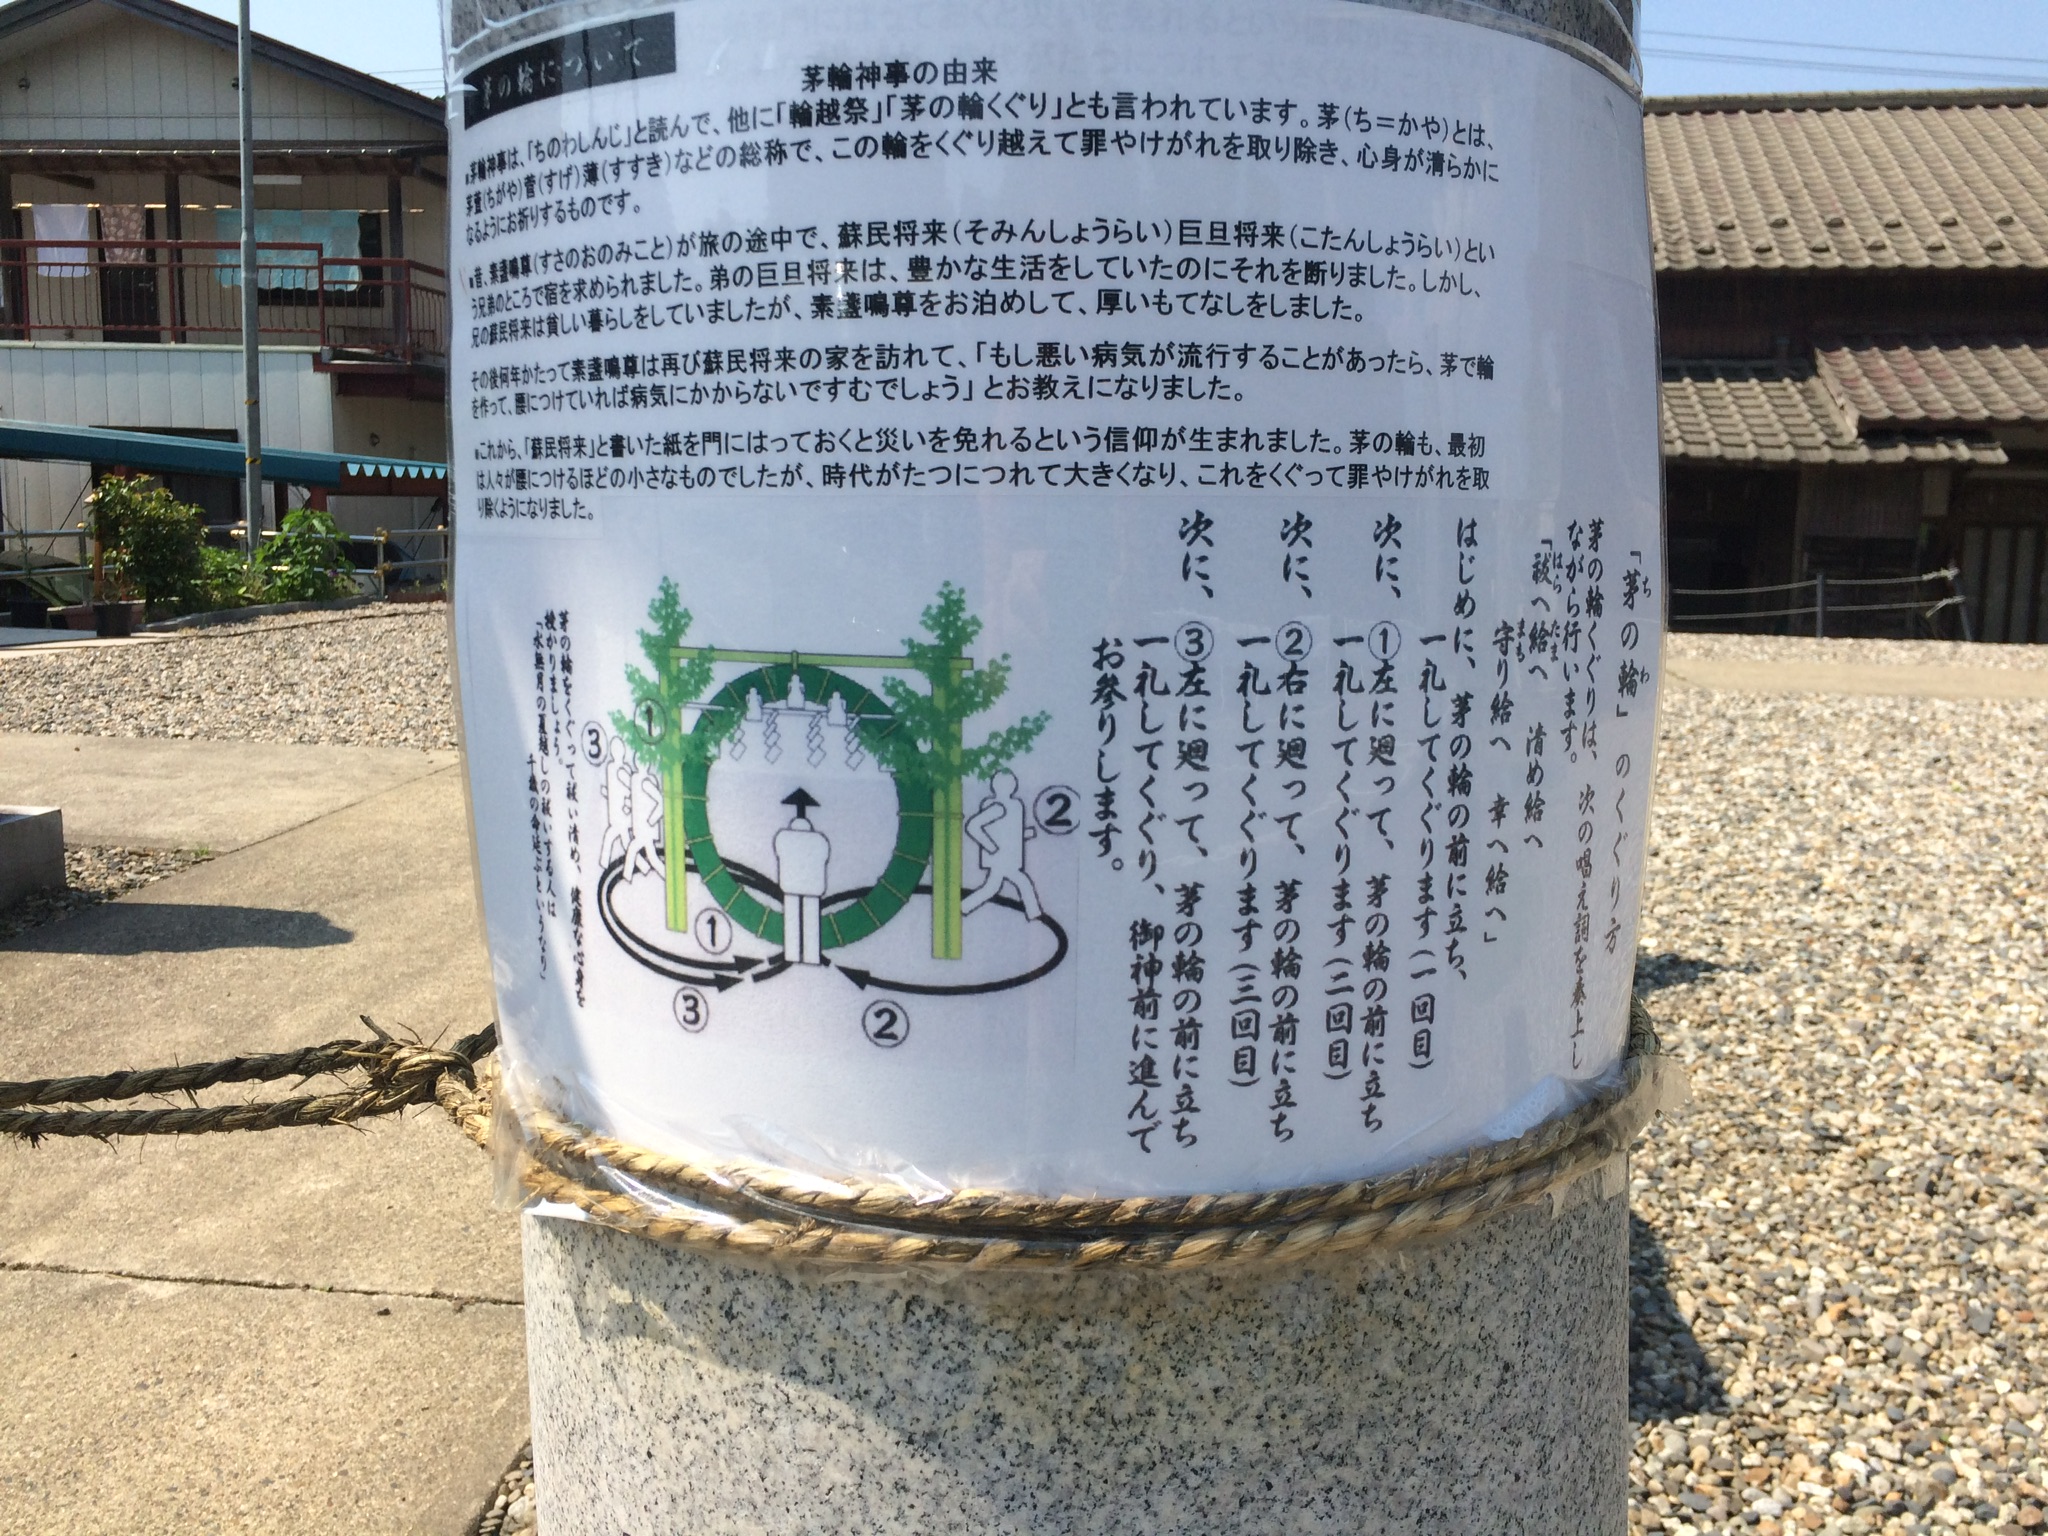 茅の輪について
茅輪神事の由来
■茅輪神事は、「ちのわしんじ」と読んで、他に「輪越祭」「茅の輪くぐり」とも言われています。茅(ち=かや)とは、
茅萱(ちがや)菅(すげ)薄(すすき)などの総称で、この輪をくぐり越えて罪やけがれを取り除き、心身が清らかに
なるようにお祈りするものです。
■昔、素盞鳴尊(すさのおのみこと)が旅の途中で、蘇民将来(そみんしょうらい)巨旦将来(こたんしょうらい)とい
う兄弟のところで宿を求められました。弟の巨旦将来は、豊かな生活をしていたのにそれを断りました。しかし、
兄の蘇民将来は貧しい暮らしをしていましたが、素盞鳴尊をお泊めして、厚いもてなしをしました。
その後何年かたって素盞鳴尊は再び蘇民将来の家を訪れて、「もし悪い病気が流行することがあったら、茅で輪
を作って、腰につけていれば病気にかからないですむでしょう」とお教えになりました。
■これから、「蘇民将来」と書いた紙を門にはっておくと災いを免れるという信仰が生まれました。茅の輪も、最初
は人々が腰につけるほどの小さなものでしたが、時代がたつにつれて大きくなり、これをくぐって罪やけがれを取
り除くようになりました。
「茅の輪」のくぐり方
ち わ
茅の輪くぐりは、次の唱え詞を奏上し
ながら行います。
「祓へ給へ 清め給へ
はら たま
守り給へ 幸へ給へ」
まも
はじめに、茅の輪の前に立ち、
一礼してくぐります(一回目)
次に、①左に廻って、茅の輪の前に立ち
一礼してくぐります(二回目)
次に、②右に廻って、茅の輪の前に立ち
一礼してくぐります(三回目)
次に、③左に廻って、茅の輪の前に立ち
一礼してくぐり、御神前に進んで
お参りします。
①
③
②
①
③
②
茅の輪をくぐって祓い清め、健康な心身を
授かりましょう。
「水無月の夏越しの祓いする人は
千歳の命延ぶというなり」